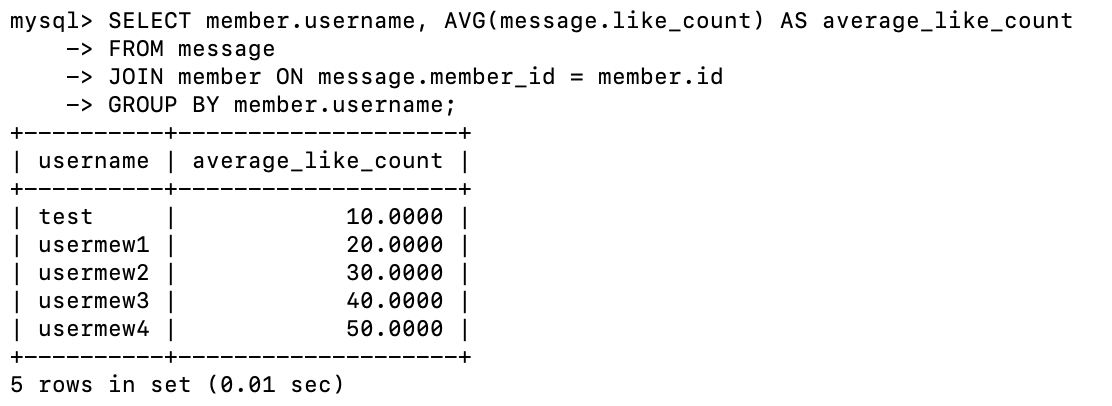 mysql> SELECT member.username, AVG(message.like_count) AS average_like_count
    -> FROM message
    -> JOIN member ON message.member_id = member.id
    -> GROUP BY member.username;
+----------+--------------------+
| username | average_like_count |
+----------+--------------------+
| test     |            10.0000 |
| usermew1 |            20.0000 |
| usermew2 |            30.0000 |
| usermew3 |            40.0000 |
| usermew4 |            50.0000 |
+----------+--------------------+
5 rows in set (0.01 sec)